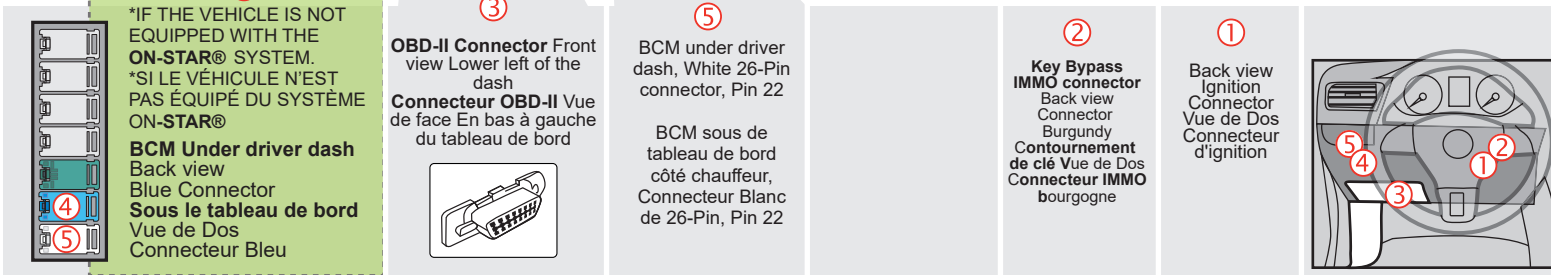 *IF THE VEHICLE IS NOT
EQUIPPED WITH THE
ON-STAR® SYSTEM.
*SI LE VÉHICULE N'EST
PAS ÉQUIPÉ DU SYSTÈME
ON-STAR®
BCM Under driver dash
Back view
Blue Connector
Sous le tableau de bord
Vue de Dos
Connecteur Bleu
4
5
3
OBD-II Connector Front
view Lower left of the
dash
Connecteur OBD-II Vue
de face En bas à gauche
du tableau de bord
5
BCM under driver
dash, White 26-Pin
connector, Pin 22
BCM sous de
tableau de bord
côté chauffeur,
Connecteur Blanc
de 26-Pin, Pin 22
2
Key Bypass
IMMO connector
Back view
Connector
Burgundy
Contournement
de clé Vue de Dos
Connecteur IMMO
bourgogne
1
Back view
Ignition
Connector
Vue de Dos
Connecteur
d'ignition
5
4
2
1
3